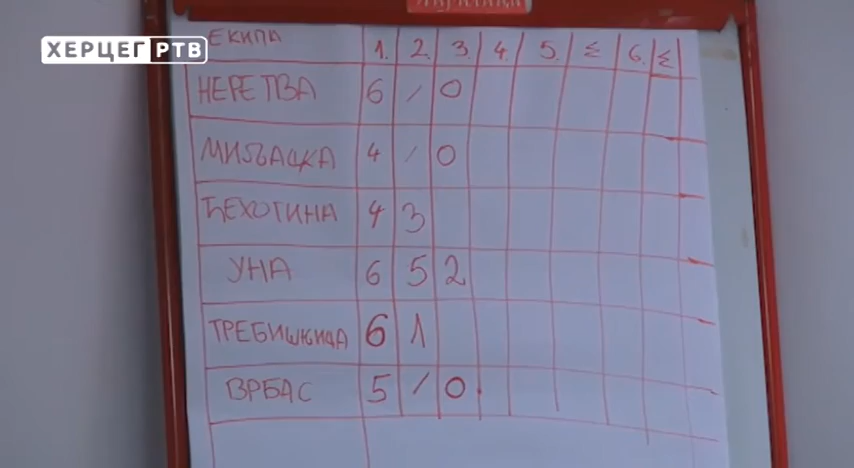 ХЕРЦЕГ РТВ
ЕКИПА 1. 2. 3. 4. 5. Σ 6. Σ
НЕРЕТВА 6 / 0
МИЉАЦКА 4 / 0
ЋЕХОТИНА 4 3
УНА 6 5 2
ТРЕБИШЊИЦА 6 1
ВРБАС 5 / 0